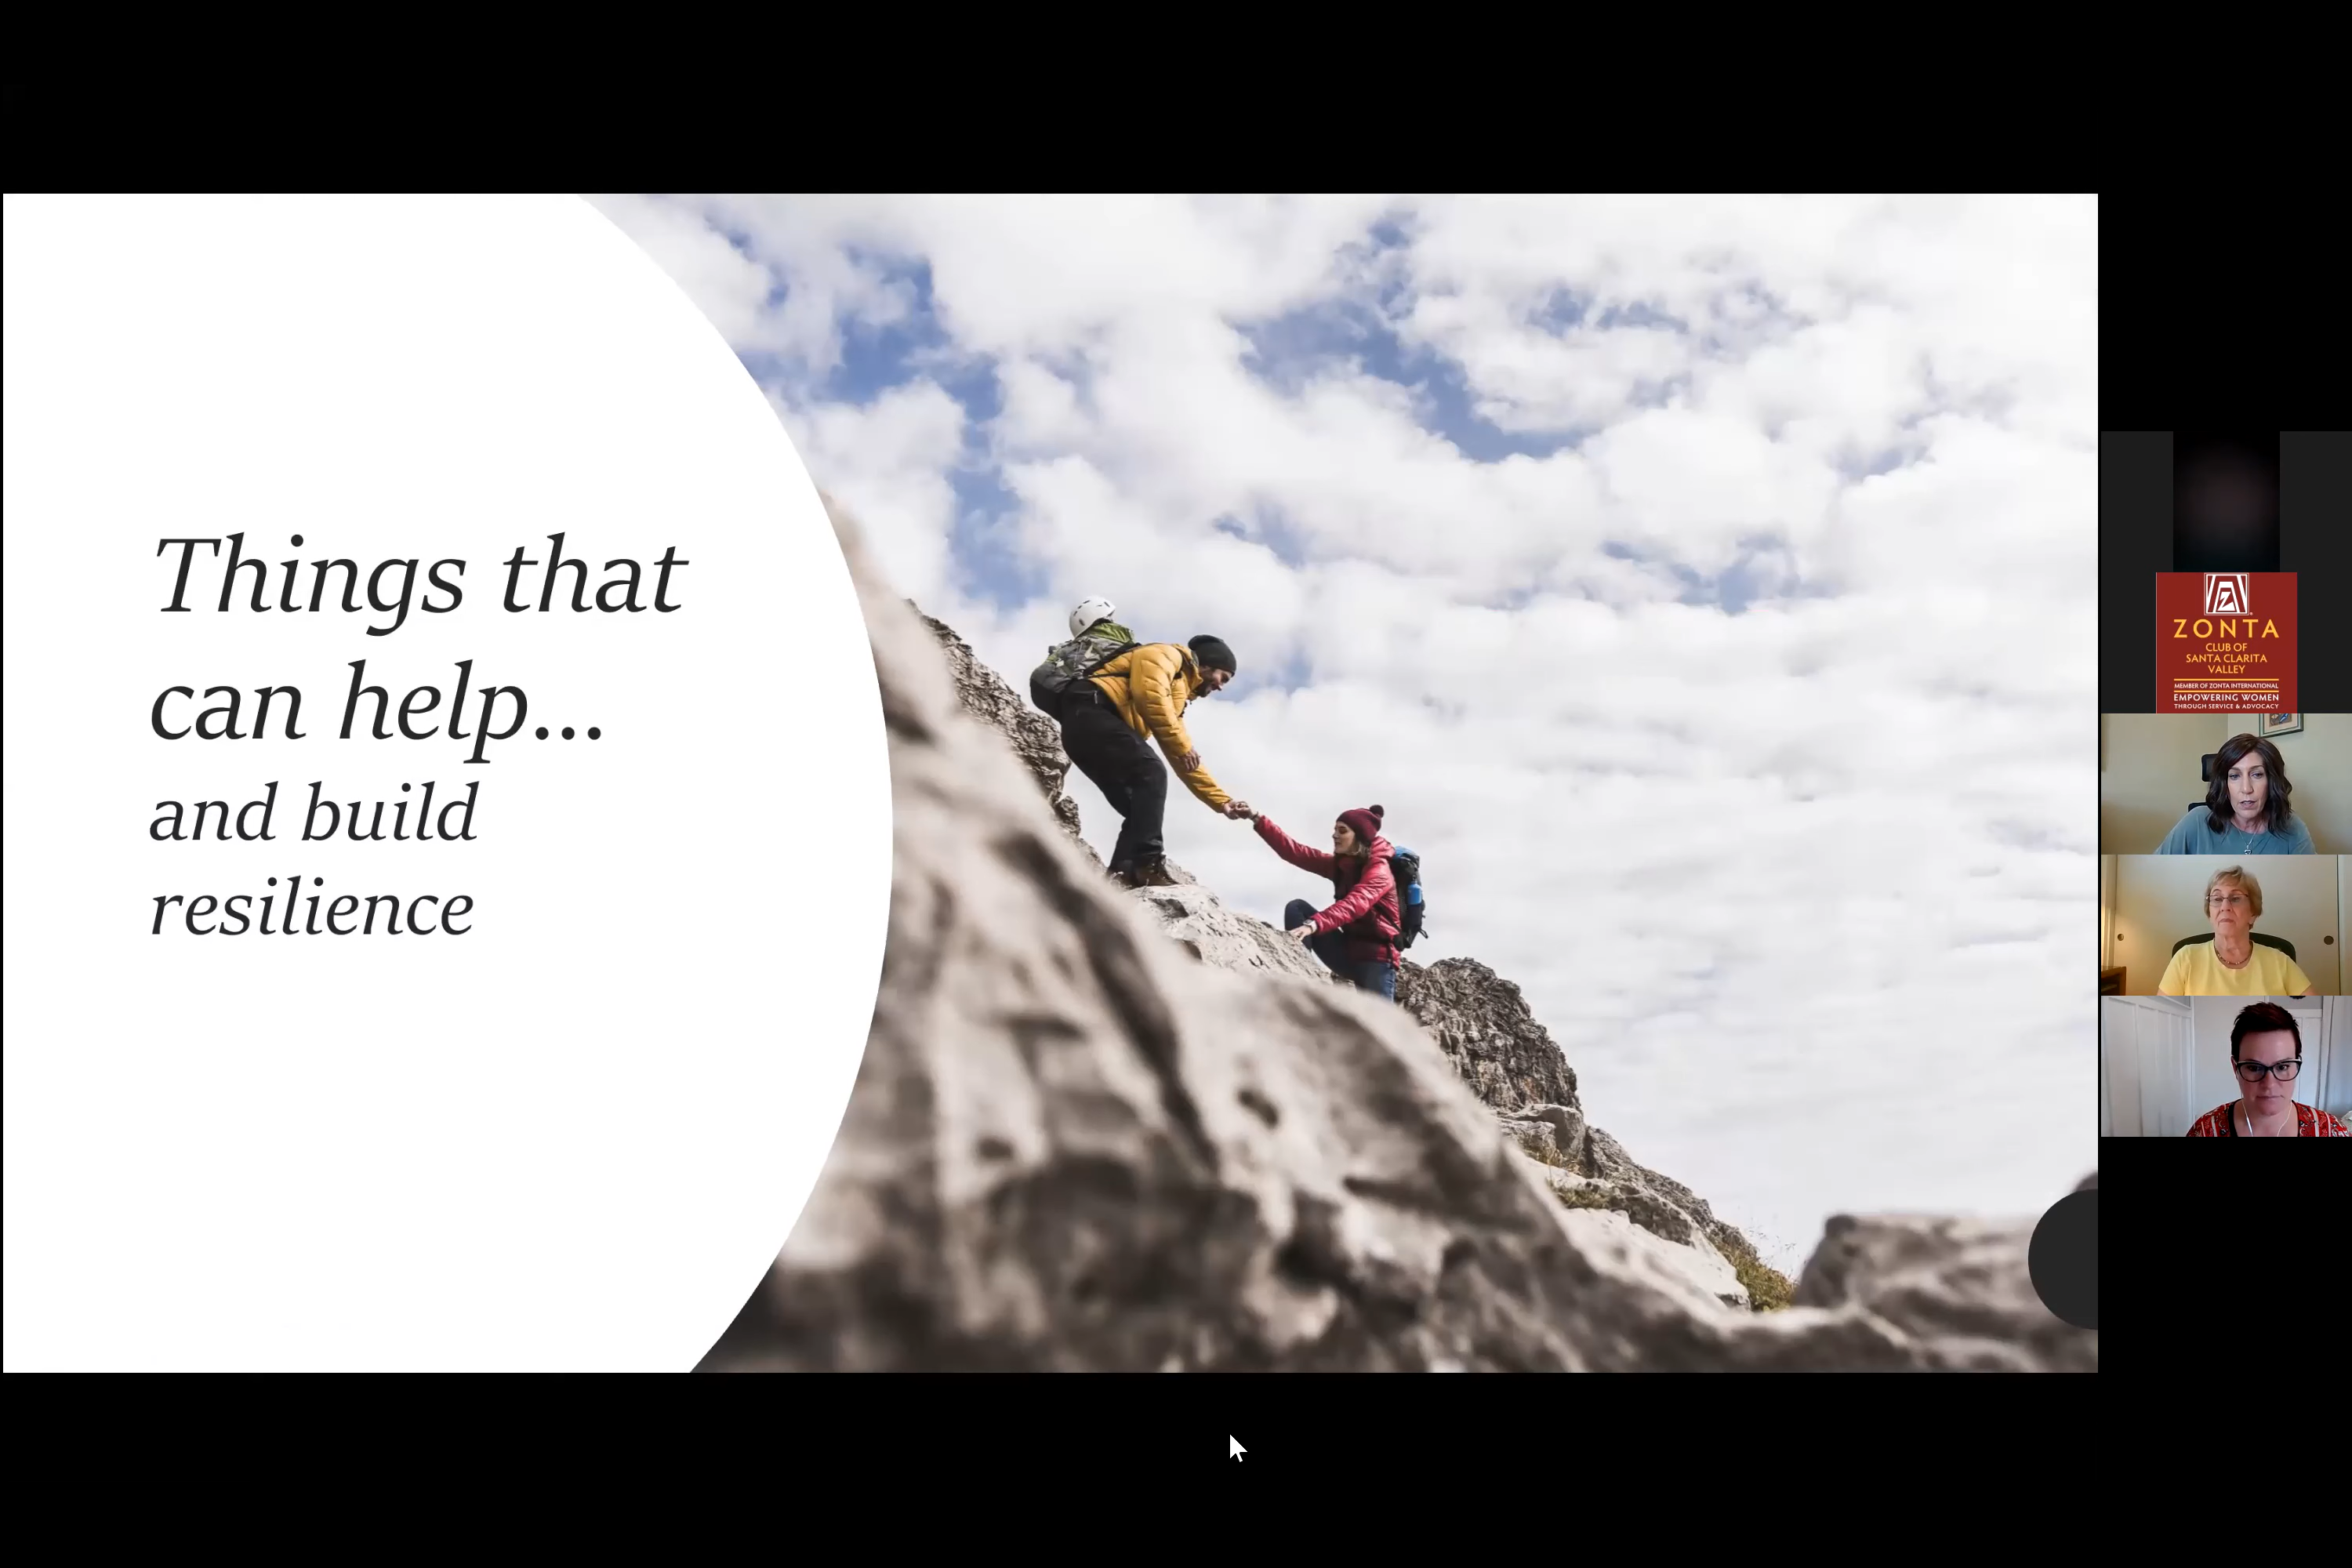 Things that
can help...
and build
resilience
ZONTA
CLUB OF
SANTA CLARITA
VALLEY
MEMBER OF ZONTA INTERNATIONAL
EMPOWERING WOMEN
THROUGH SERVICE & ADVOCACY